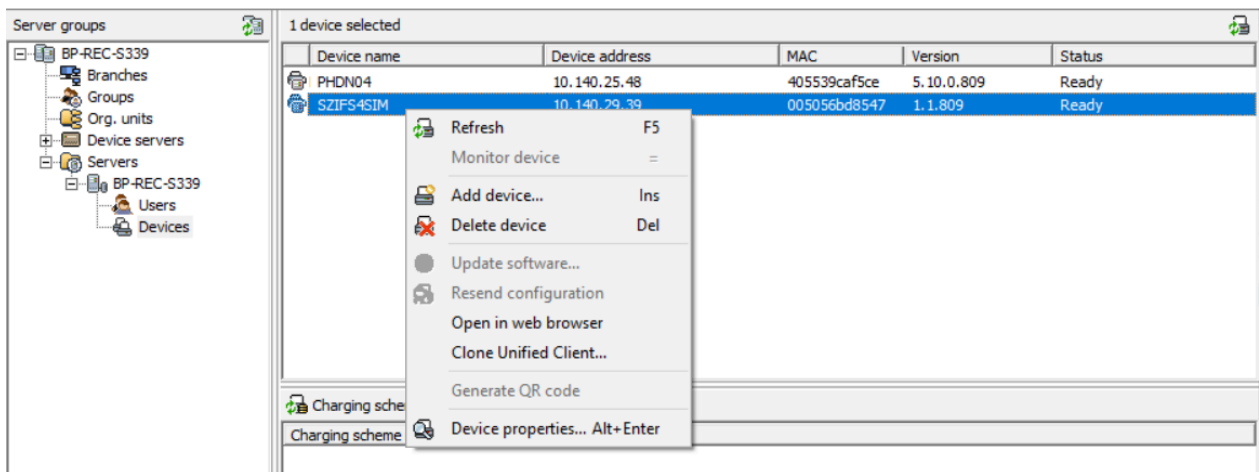 Server groups
1 device selected
BP-REC-S339
Branches
Groups
Org. units
Device servers
Servers
BP-REC-S339
Users
Devices
Device name Device address MAC Version Status
PHDN04 10.140.25.48 405539caf5ce 5.10.0.809 Ready
SZIFS4SIM 10.140.29.39 005056bd8547 1.1.809 Ready
Refresh F5
Monitor device =
Add device... Ins
Delete device Del
Update software...
Resend configuration
Open in web browser
Clone Unified Client...
Generate QR code
Device properties... Alt+Enter
Charging sche
Charging scheme